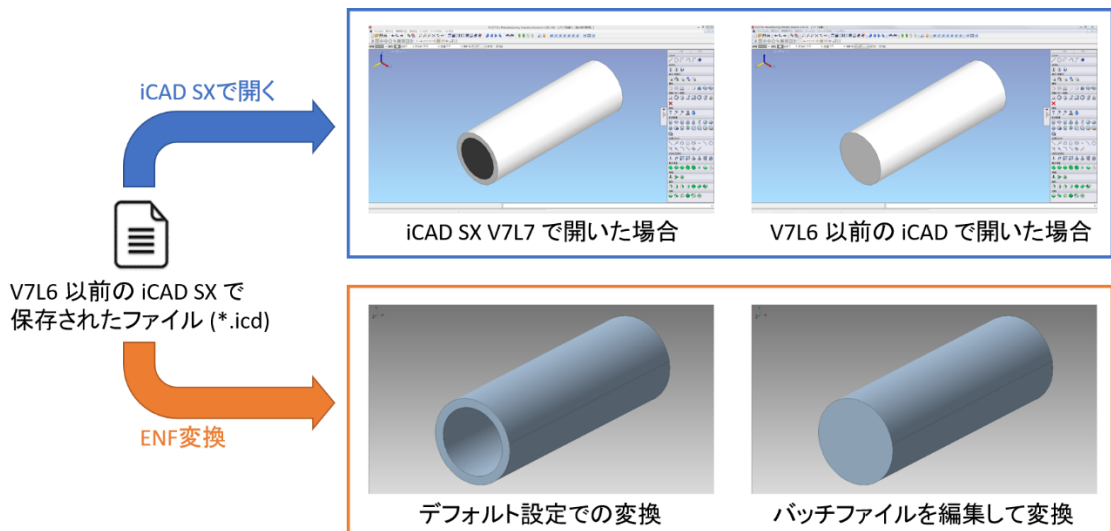 iCAD SXで開く
iCAD SX V7L7 で開いた場合
V7L6 以前の iCAD で開いた場合
V7L6 以前の iCAD SX で
保存されたファイル (*.icd)
ENF変換
デフォルト設定での変換
バッチファイルを編集して変換